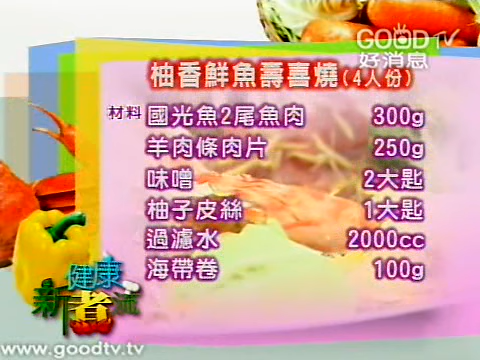 GOODTV
好消息
柚香鮮魚壽喜燒(4人份)
材料 國光魚2尾魚肉 300g
羊肉條肉片 250g
味噌 2大匙
柚子皮絲 1大匙
過濾水 2000cc
海帶卷 100g
健康
新煮流
www.goodtv.tv